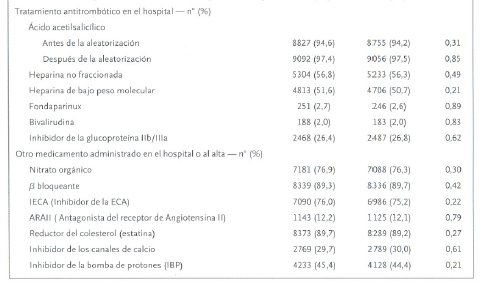 Tratamiento antitrombótico en el hospital — n° (%)
Ácido acetilsalicílico
Antes de la aleatorización 8827 (94,6) 8755 (94,2) 0,31
Después de la aleatorización 9092 (97,4) 9056 (97,5) 0,85
Heparina no fraccionada 5304 (56,8) 5233 (56,3) 0,49
Heparina de bajo peso molecular 4813 (51,6) 4706 (50,7) 0,21
Fondaparinux 251 (2,7) 246 (2,6) 0,89
Bivalirudina 188 (2,0) 183 (2,0) 0,83
Inhibidor de la glucoproteína IIb/IIIa 2468 (26,4) 2487 (26,8) 0,62
Otro medicamento administrado en el hospital o al alta — n° (%)
Nitrato orgánico 7181 (76,9) 7088 (76,3) 0,30
β bloqueante 8339 (89,3) 8336 (89,7) 0,42
IECA (Inhibidor de la ECA) 7090 (76,0) 6986 (75,2) 0,22
ARAII ( Antagonista del receptor de Angiotensina II) 1143 (12,2) 1125 (12,1) 0,79
Reductor del colesterol (estatina) 8373 (89,7) 8289 (89,2) 0,27
Inhibidor de los canales de calcio 2769 (29,7) 2789 (30,0) 0,61
Inhibidor de la bomba de protones (IBP) 4233 (45,4) 4128 (44,4) 0,21